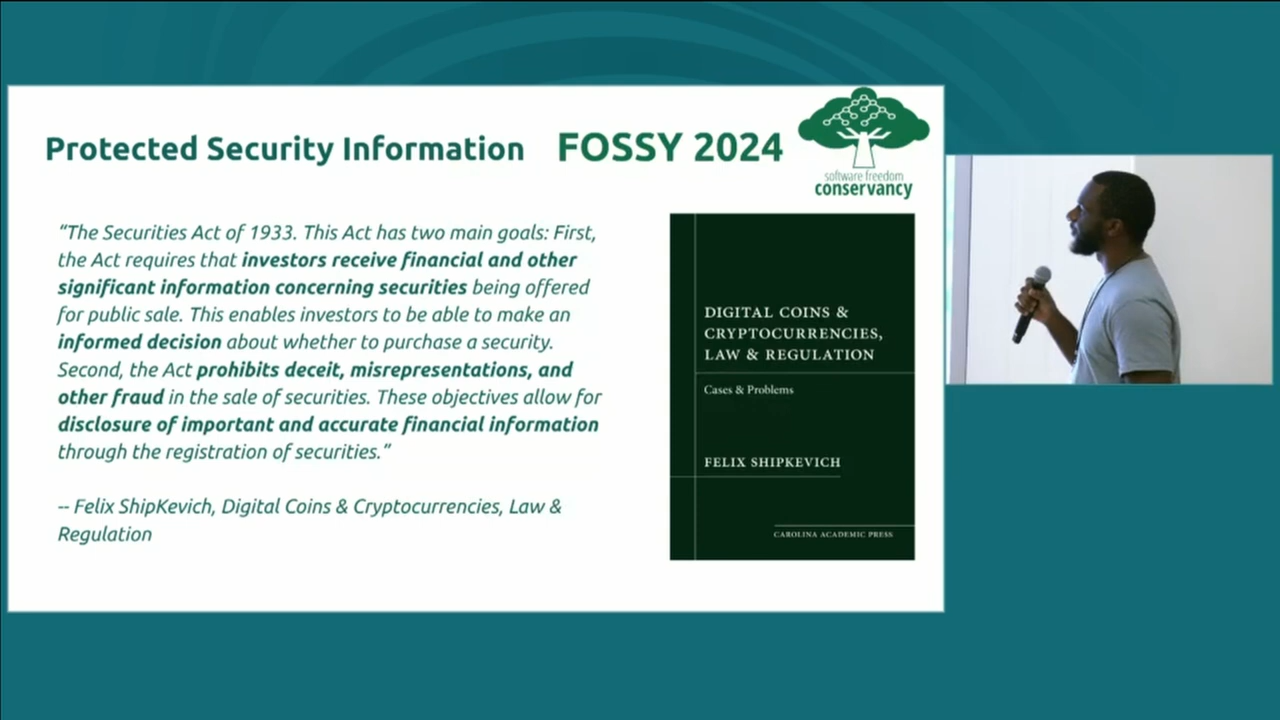 Protected Security Information FOSSY 2024
software freedom
conservancy
“The Securities Act of 1933. This Act has two main goals: First,
the Act requires that investors receive financial and other
significant information concerning securities being offered
for public sale. This enables investors to be able to make an
informed decision about whether to purchase a security.
Second, the Act prohibits deceit, misrepresentations, and
other fraud in the sale of securities. These objectives allow for
disclosure of important and accurate financial information
through the registration of securities.”
-- Felix ShipKevich, Digital Coins & Cryptocurrencies, Law &
Regulation
DIGITAL COINS &
CRYPTOCURRENCIES,
LAW & REGULATION
Cases & Problems
FELIX SHIPKEVICH
CAROLINA ACADEMIC PRESS